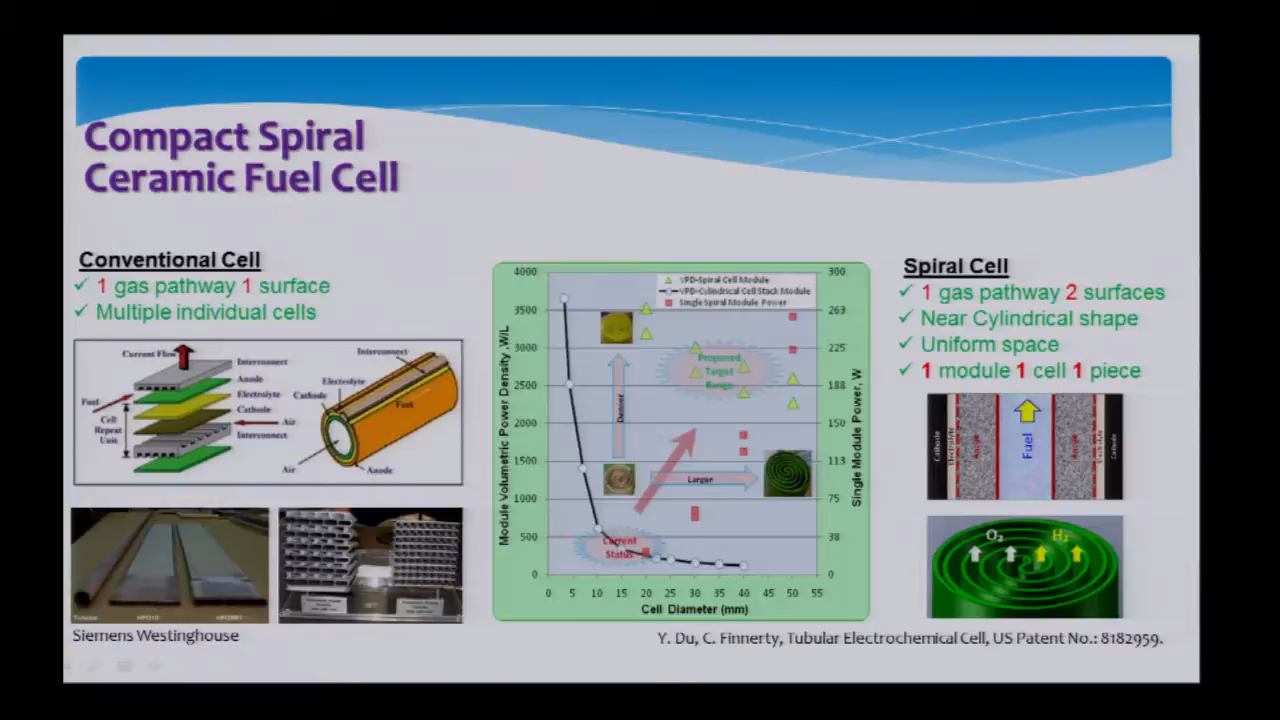 Compact Spiral
Ceramic Fuel Cell
Conventional Cell
✓ 1 gas pathway 1 surface
✓ Multiple individual cells
Current Flow
Interconnect
Anode
Electrolyte
Cathode
Interconnect
Fuel
Air
Cell
Repeat
Unit
Interconnect
Electrolyte
Cathode
Fuel
Air
Anode
Tubular
Siemens Westinghouse
VPD-Spiral Cell Module
VPD-Cylindrical Cell Stack Module
Single Spiral Module Power
Module Volumetric Power Density, W/L
4000
3500
3000
2500
2000
1500
1000
500
0
300
263
225
188
150
113
75
38
0
Single Module Power, W
Proposed
Target
Range
Denser
Larger
Current
Status
0 5 10 15 20 25 30 35 40 45 50 55
Cell Diameter (mm)
Spiral Cell
✓ 1 gas pathway 2 surfaces
✓ Near Cylindrical shape
✓ Uniform space
✓ 1 module 1 cell 1 piece
Cathode
Electrolyte
Anode
Fuel
Anode
Electrolyte
Cathode
O₂
H₂
Y. Du, C. Finnerty, Tubular Electrochemical Cell, US Patent No.: 8182959.